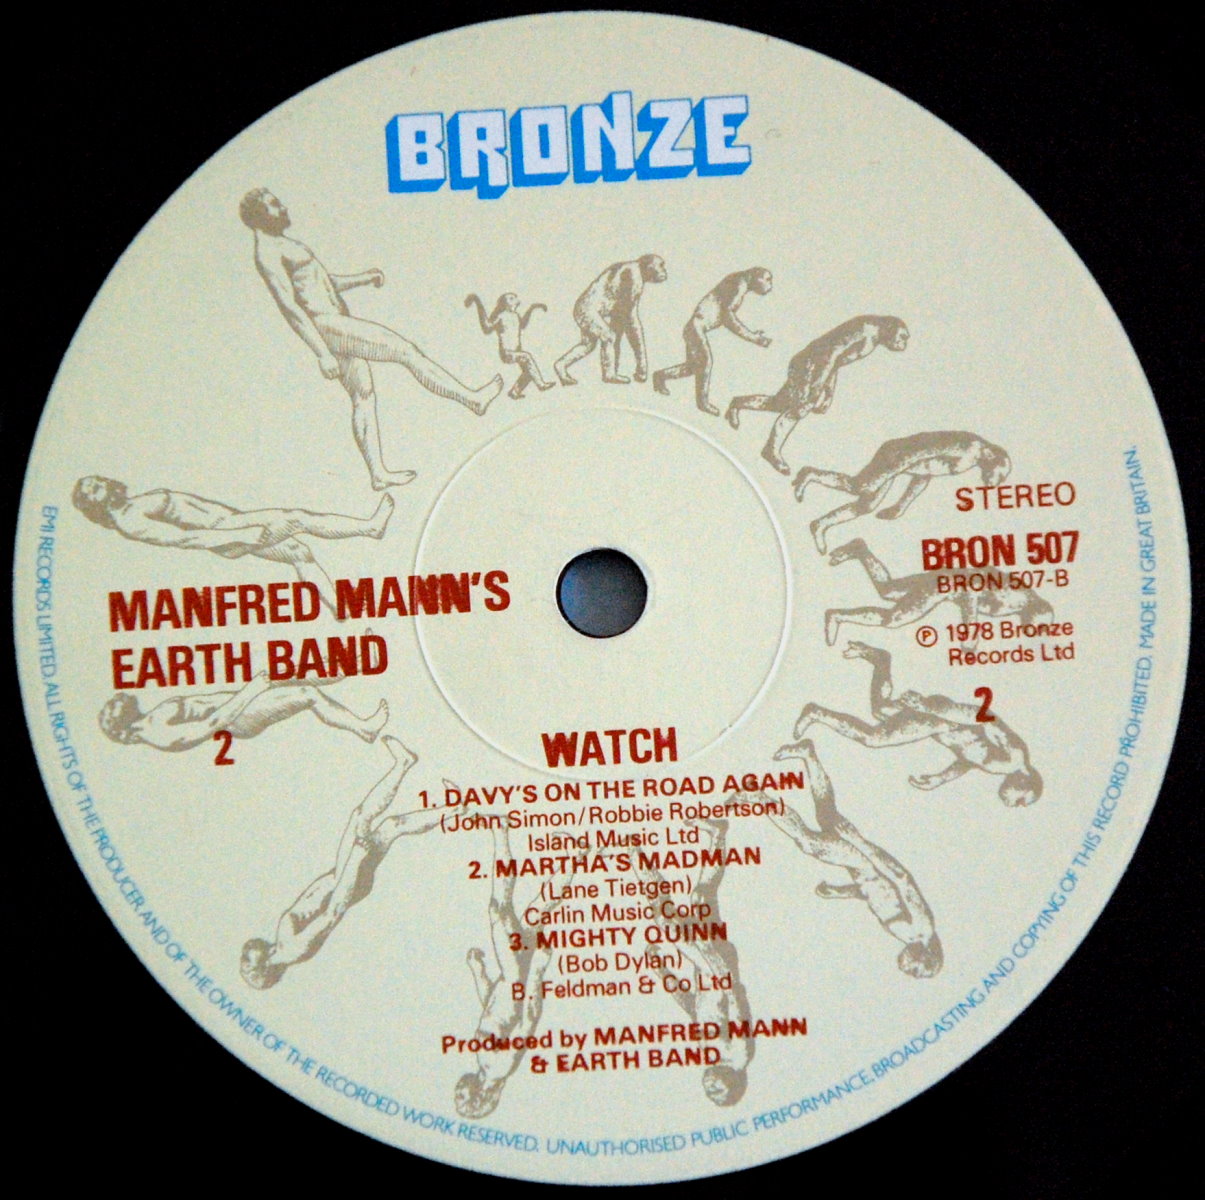 BRONZE
STEREO
BRON 507
BRON 507-B
℗ 1978 Bronze
Records Ltd
2
MANFRED MANN'S
EARTH BAND
2
WATCH
1. DAVY'S ON THE ROAD AGAIN
(John Simon/Robbie Robertson)
Island Music Ltd
2. MARTHA'S MADMAN
(Lane Tietgen)
Carlin Music Corp
3. MIGHTY QUINN
(Bob Dylan)
B. Feldman & Co Ltd
Produced by MANFRED MANN
& EARTH BAND
EMI RECORDS LIMITED. ALL RIGHTS OF THE PRODUCER AND OF THE OWNER OF THE RECORDED WORK RESERVED. UNAUTHORISED PUBLIC PERFORMANCE, BROADCASTING AND COPYING OF THIS RECORD PROHIBITED. MADE IN GREAT BRITAIN.